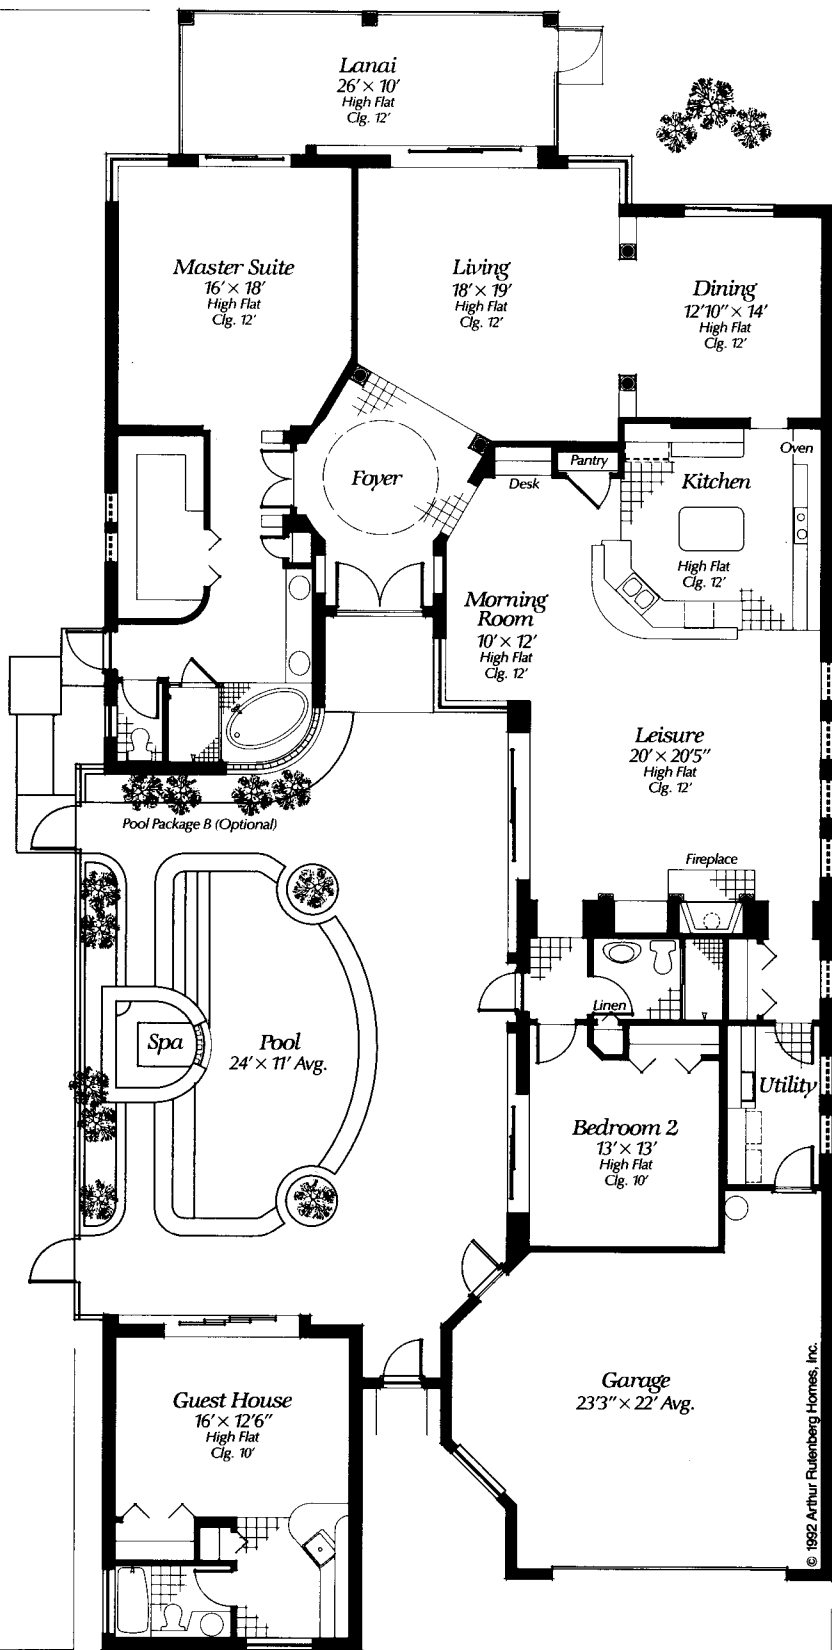 Lanai
26' × 10'
High Flat
Clg. 12'
Master Suite
16' × 18'
High Flat
Clg. 12'
Living
18' × 19'
High Flat
Clg. 12'
Dining
12'10" × 14'
High Flat
Clg. 12'
Foyer
Desk
Pantry
Oven
Kitchen
High Flat
Clg. 12'
Morning
Room
10' × 12'
High Flat
Clg. 12'
Leisure
20' × 20'5"
High Flat
Clg. 12'
Fireplace
Pool Package B (Optional)
Linen
Spa
Pool
24' × 11' Avg.
Utility
Bedroom 2
13' × 13'
High Flat
Clg. 10'
Guest House
16' × 12'6"
High Flat
Clg. 10'
Garage
23'3" × 22' Avg.
© 1992 Arthur Rutenberg Homes, Inc.